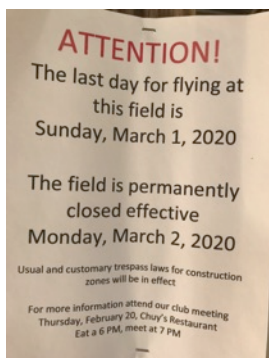 ATTENTION!
The last day for flying at
this field is
Sunday, March 1, 2020
The field is permanently
closed effective
Monday, March 2, 2020
Usual and customary trespass laws for construction
zones will be in effect
For more information attend our club meeting
Thursday, February 20, Chuy's Restaurant
Eat a 6 PM, meet at 7 PM